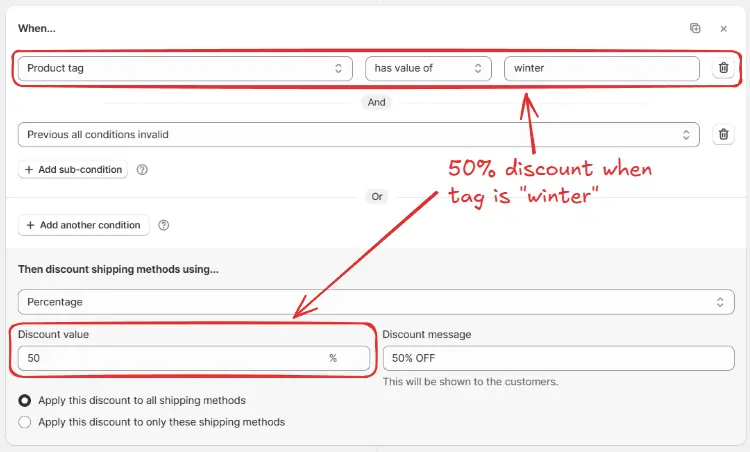 When...
Product tag has value of winter
And
Previous all conditions invalid
+ Add sub-condition
50% discount when
tag is "winter"
Or
+ Add another condition
Then discount shipping methods using...
Percentage
Discount value Discount message
50 % 50% OFF
This will be shown to the customers.
Apply this discount to all shipping methods
Apply this discount to only these shipping methods